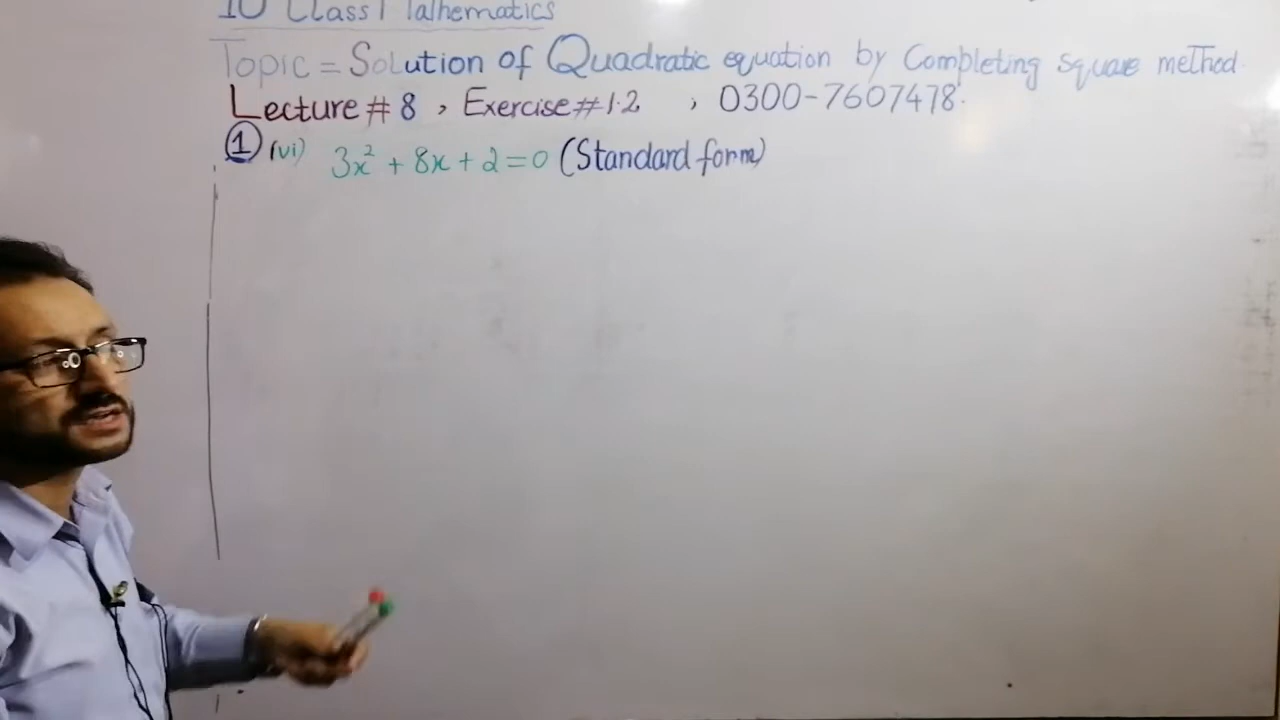 10 Class Mathematics
Topic = Solution of Quadratic equation by Completing Square method.
Lecture # 8 , Exercise # 1.2 , 0300-7607478.
① (vi) 3x² + 8x + 2 = 0 (Standard form)